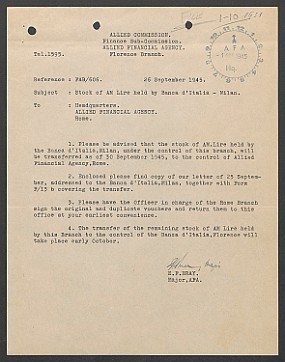 1-10 1611
ALLIED COMMISSION.
Finance Sub-Commission.
ALLIED FINANCIAL AGENCY.
Tel.1595. Florence Branch.
AFA
Reference : FAB/606. 26 September 1945.
Subject : Stock of AM Lire held by Banca d'Italia - Milan.
To : Headquarters.
ALLIED FINANCIAL AGENCY.
Rome.
1. Please be advised that the stock of AM.Lire held by
the Banca d'Italia,Milan, under the control of this branch, will
be transferred as of 30 September 1945, to the control of Allied
Financial Agency,Rome.
2. Enclosed please find copy of our letter of 25 Septem-
ber, addressed to the Banca d'Italia,Milan, together with Form
F/13 b covering the transfer.
3. Please have the Officer in charge of the Rome Branch
sign the original and duplicate vouchers and return them to this
office at your earliest convenience.
4. The transfer of the remaining stock of AM Lire held
by this Branch to the control of the Banca d'Italia,Florence will
take place early October.
E.P.BRAY.
Major,AFA.